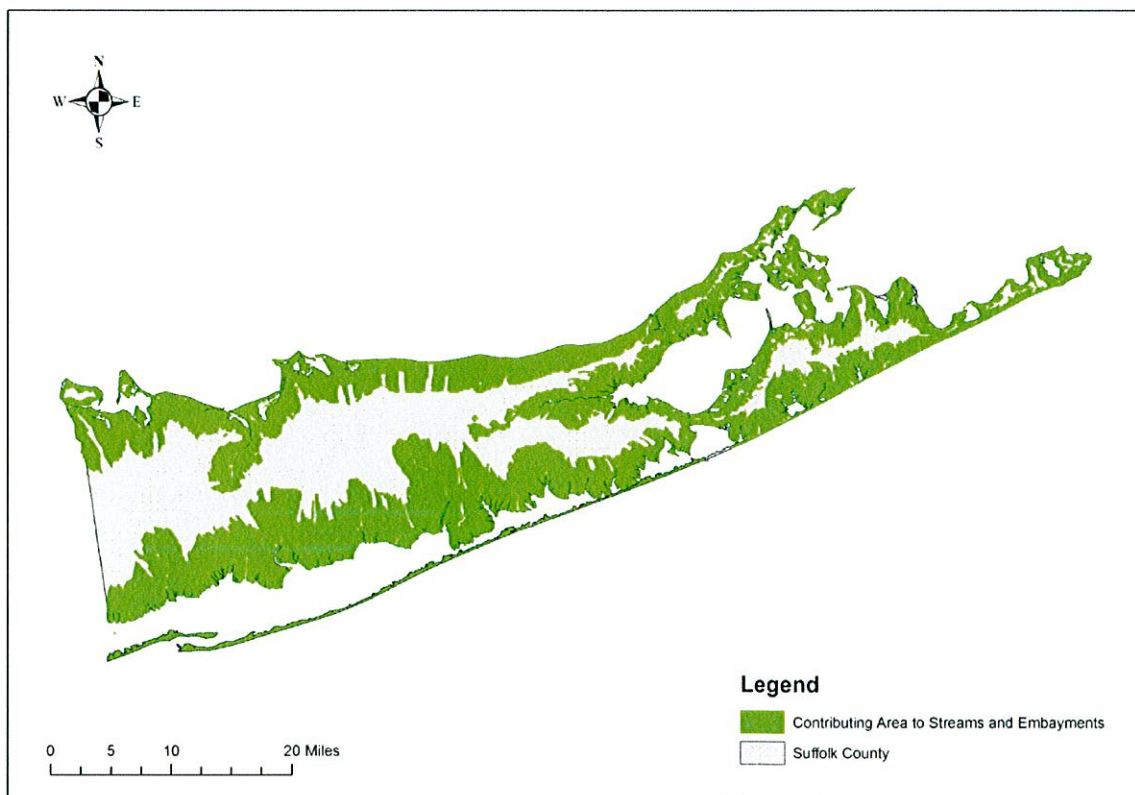 N
W E
S
Legend
Contributing Area to Streams and Embayments
Suffolk County
0 5 10 20 Miles